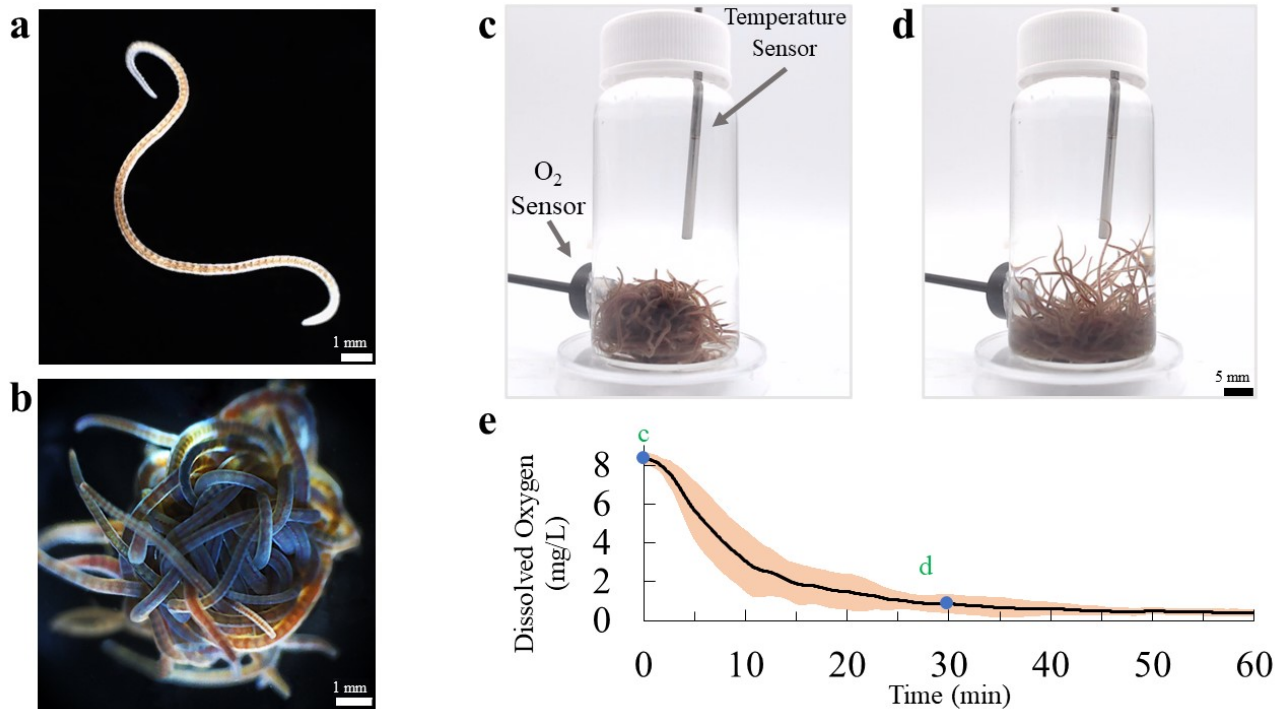 a
1 mm
b
1 mm
c
Temperature
Sensor
O₂
Sensor
d
5 mm
e
c
d
Dissolved Oxygen
(mg/L)
8
6
4
2
0
0 10 20 30 40 50 60
Time (min)